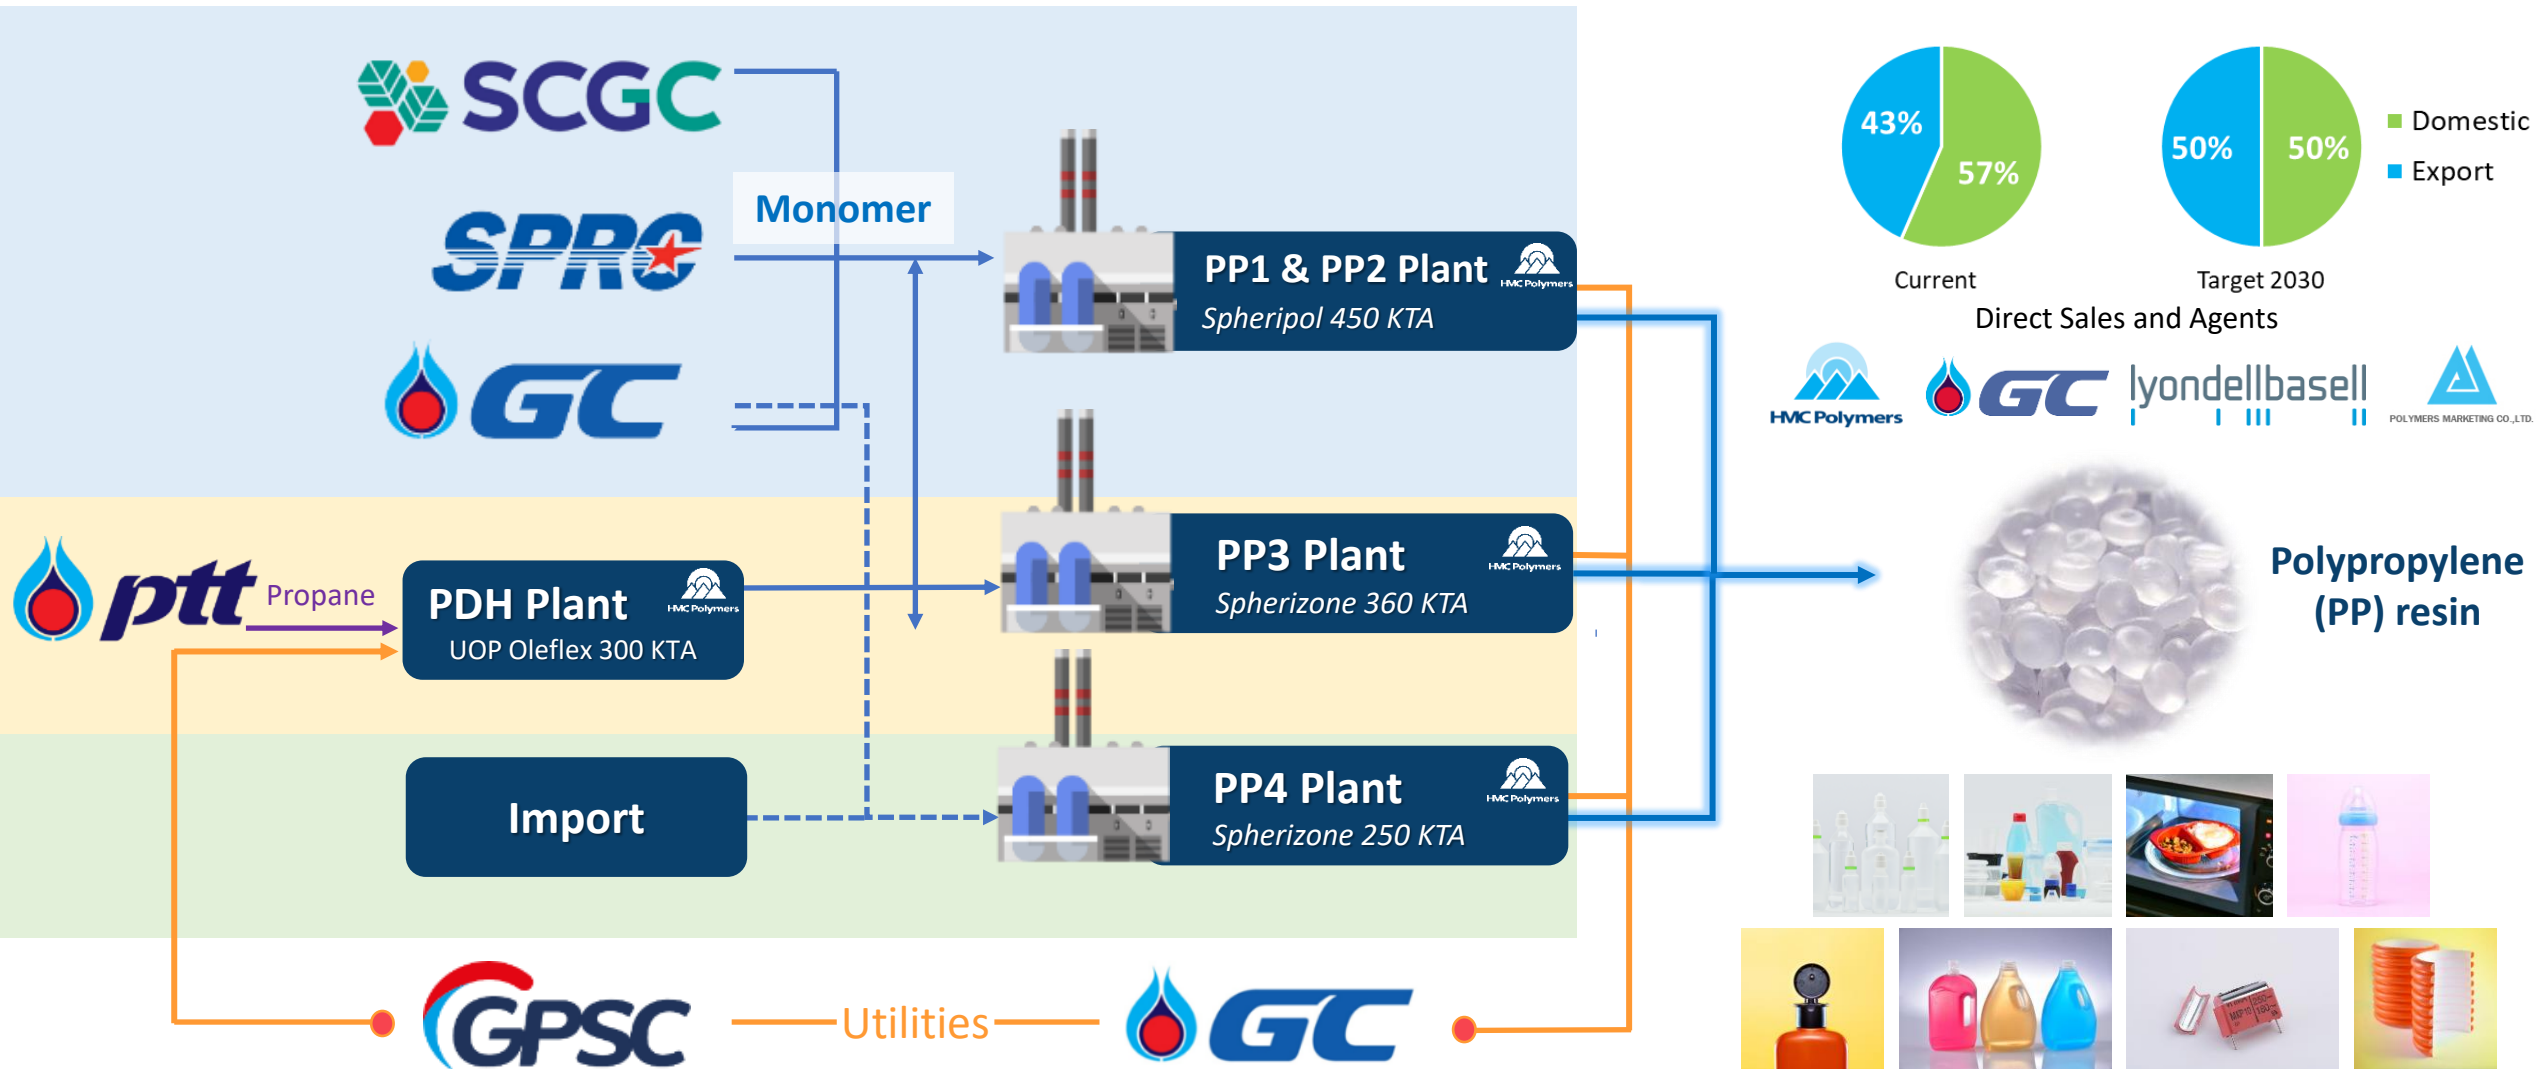 SCGC
SPRC
GC
Monomer
PP1 & PP2 Plant
Spheripol 450 KTA
HMC Polymers
ptt
Propane
PDH Plant
UOP Oleflex 300 KTA
HMC Polymers
PP3 Plant
Spherizone 360 KTA
HMC Polymers
Import
PP4 Plant
Spherizone 250 KTA
HMC Polymers
GPSC
Utilities
GC
43%
57%
Current
50%
50%
Target 2030
Domestic
Export
Direct Sales and Agents
HMC Polymers
GC
lyondellbasell
POLYMERS MARKETING CO.,LTD.
Polypropylene
(PP) resin